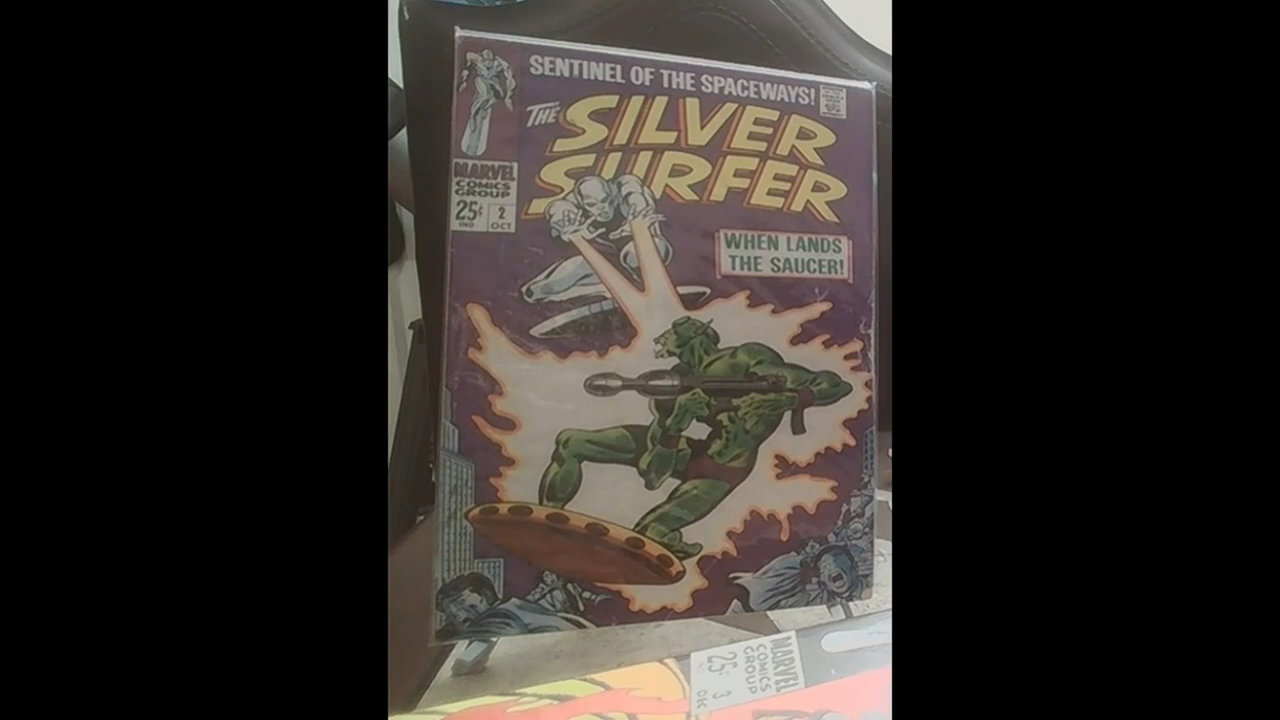 SENTINEL OF THE SPACEWAYS!
THE SILVER
SURFER
MARVEL
COMICS
GROUP
25¢ 2
IND OCT
WHEN LANDS
THE SAUCER!
MARVEL
COMICS
GROUP
25¢ 3